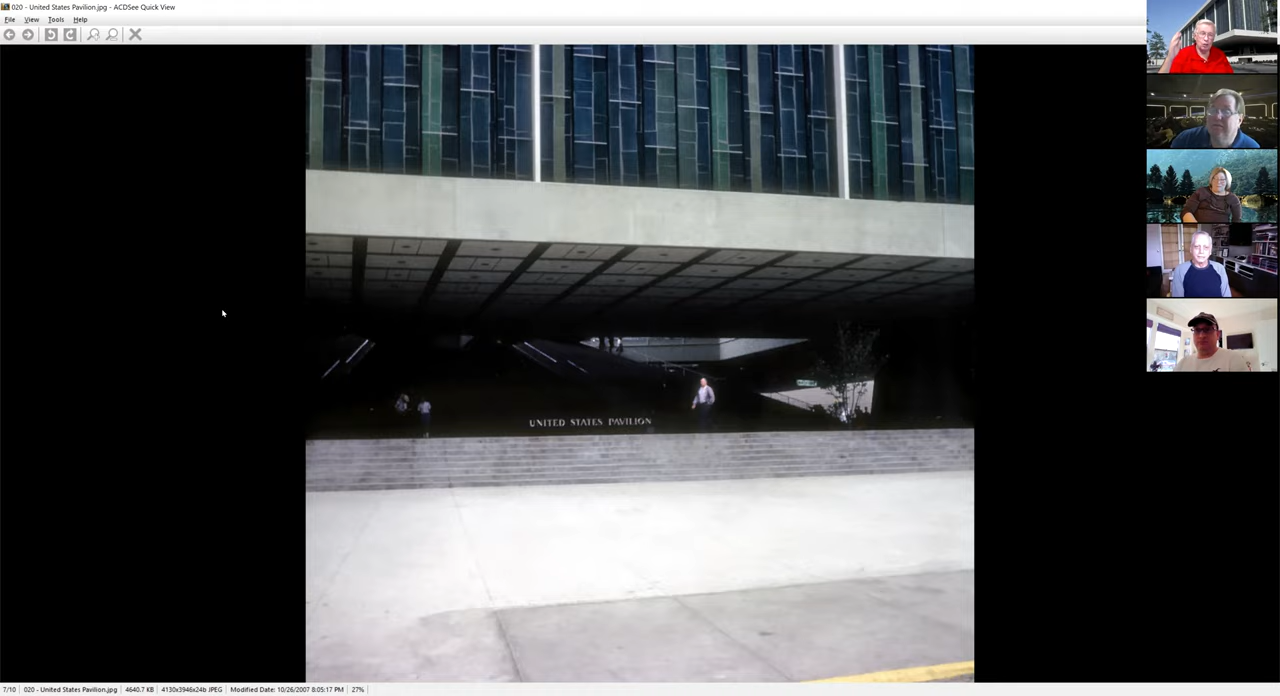 020 - United States Pavilion.jpg - ACDSee Quick View
File View Tools Help
UNITED STATES PAVILION
7/10 020 - United States Pavilion.jpg 4640.7 KB 4130x3946x24b JPEG Modified Date: 10/26/2007 8:05:17 PM 27%